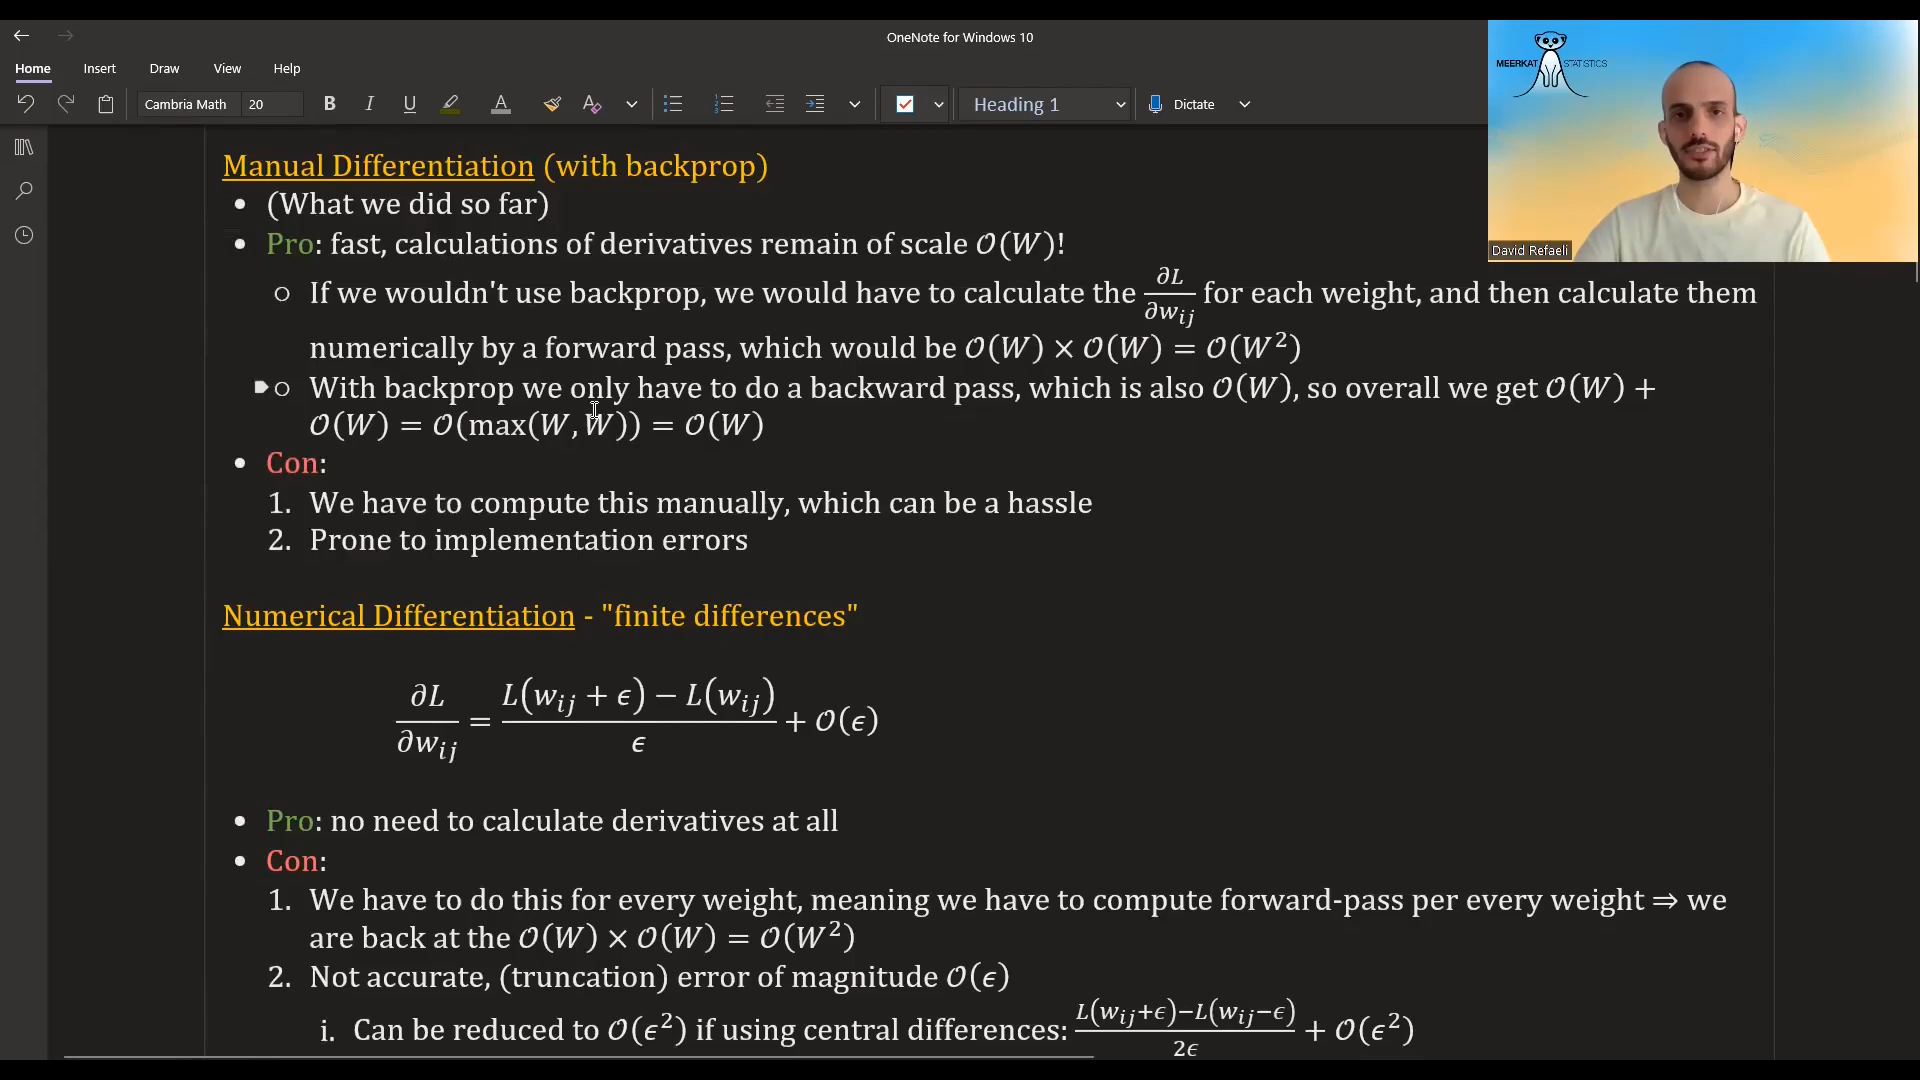 OneNote for Windows 10
Home Insert Draw View Help
Cambria Math 20 B I U A A Heading 1 Dictate
MEERKAT STATISTICS
David Refaeli
Manual Differentiation (with backprop)
• (What we did so far)
• Pro: fast, calculations of derivatives remain of scale 𝒪(W)!
○ If we wouldn't use backprop, we would have to calculate the ∂L/∂w_ij for each weight, and then calculate them
numerically by a forward pass, which would be 𝒪(W) × 𝒪(W) = 𝒪(W²)
○ With backprop we only have to do a backward pass, which is also 𝒪(W), so overall we get 𝒪(W) +
𝒪(W) = 𝒪(max(W, W)) = 𝒪(W)
• Con:
1. We have to compute this manually, which can be a hassle
2. Prone to implementation errors
Numerical Differentiation - "finite differences"
∂L/∂w_ij = (L(w_ij + ϵ) − L(w_ij))/ϵ + 𝒪(ϵ)
• Pro: no need to calculate derivatives at all
• Con:
1. We have to do this for every weight, meaning we have to compute forward-pass per every weight ⇒ we
are back at the 𝒪(W) × 𝒪(W) = 𝒪(W²)
2. Not accurate, (truncation) error of magnitude 𝒪(ϵ)
i. Can be reduced to 𝒪(ϵ²) if using central differences: (L(w_ij+ϵ)−L(w_ij−ϵ))/2ϵ + 𝒪(ϵ²)